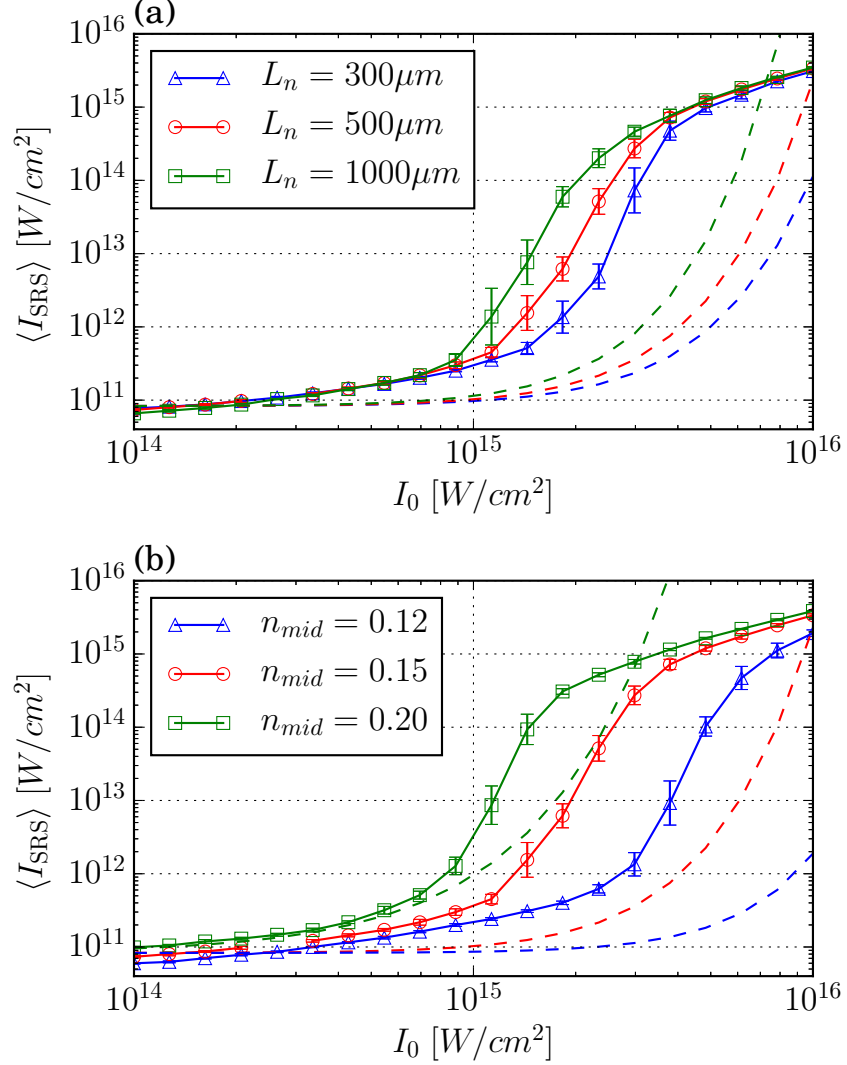 (a)
10^16
10^15
10^14
10^13
10^12
10^11
⟨I_SRS⟩ [W/cm^2]
L_n = 300μm
L_n = 500μm
L_n = 1000μm
10^14 10^15 10^16
I_0 [W/cm^2]
(b)
10^16
10^15
10^14
10^13
10^12
10^11
⟨I_SRS⟩ [W/cm^2]
n_mid = 0.12
n_mid = 0.15
n_mid = 0.20
10^14 10^15 10^16
I_0 [W/cm^2]